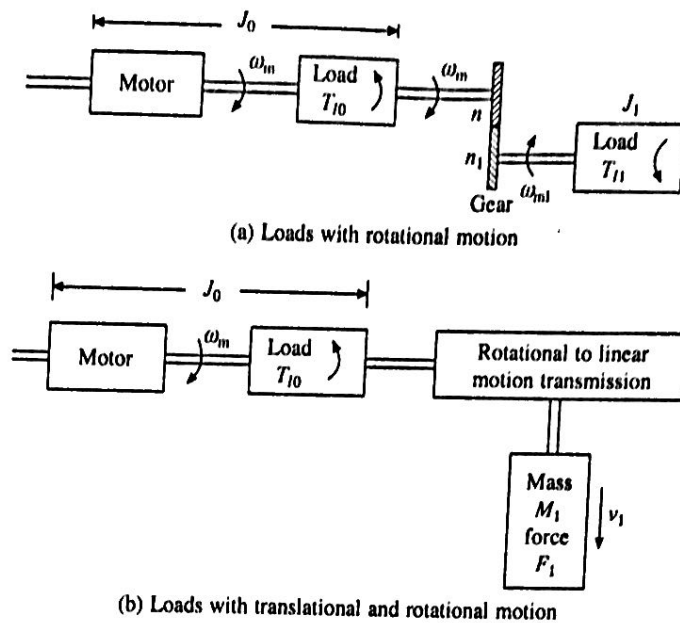 J₀
Motor
ωₘ
Load
Tₗ₀
ωₘ
n
n₁
Gear
ωₘ₁
J₁
Load
Tₗ₁
(a) Loads with rotational motion
J₀
Motor
ωₘ
Load
Tₗ₀
Rotational to linear
motion transmission
Mass
M₁
force
F₁
v₁
(b) Loads with translational and rotational motion